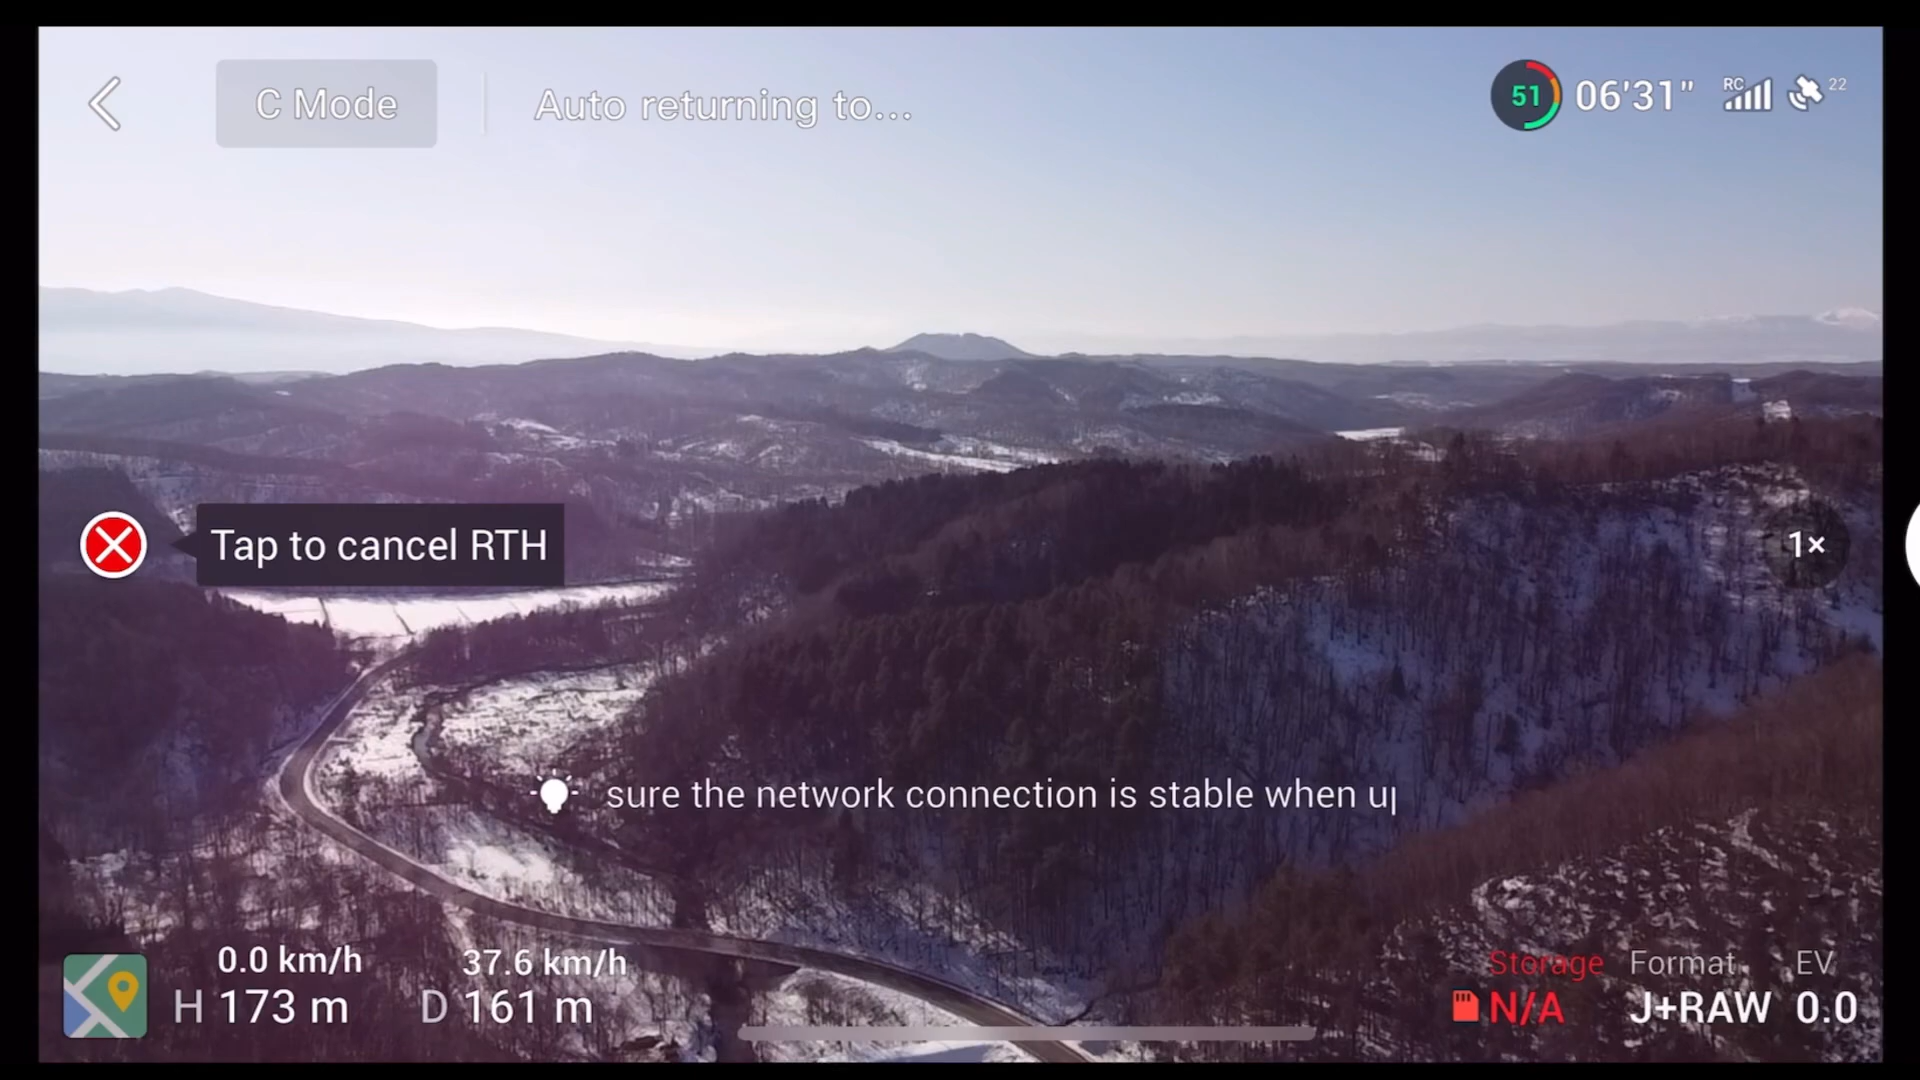 C Mode
Auto returning to...
51
06'31"
RC
22
Tap to cancel RTH
1×
sure the network connection is stable when
0.0 km/h
37.6 km/h
H 173 m
D 161 m
Storage
Format
EV
N/A
J+RAW
0.0